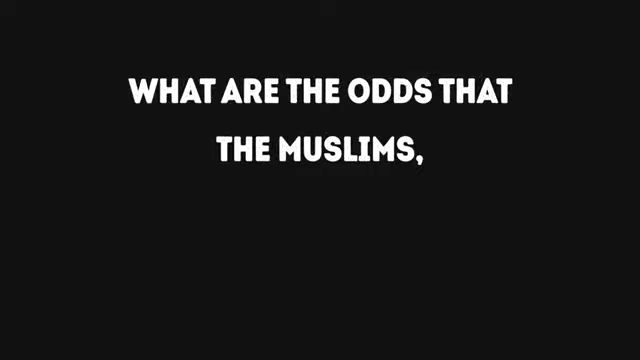 WHAT ARE THE ODDS THAT
THE MUSLIMS,